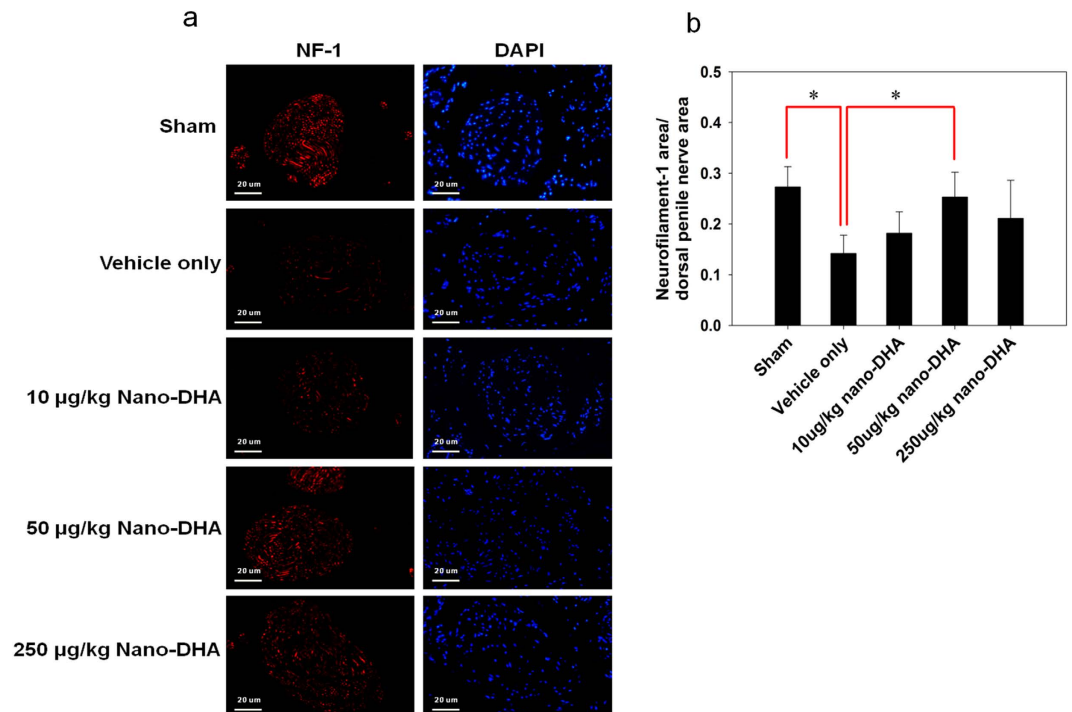 a
NF-1 DAPI
Sham
20 um 20 um
Vehicle only
20 um 20 um
10 µg/kg Nano-DHA
20 um 20 um
50 µg/kg Nano-DHA
20 um 20 um
250 µg/kg Nano-DHA
20 um 20 um
b
Neurofilament-1 area/
dorsal penile nerve area
0.5
0.4
0.3
0.2
0.1
0.0
* *
Sham
Vehicle only
10ug/kg nano-DHA
50ug/kg nano-DHA
250ug/kg nano-DHA